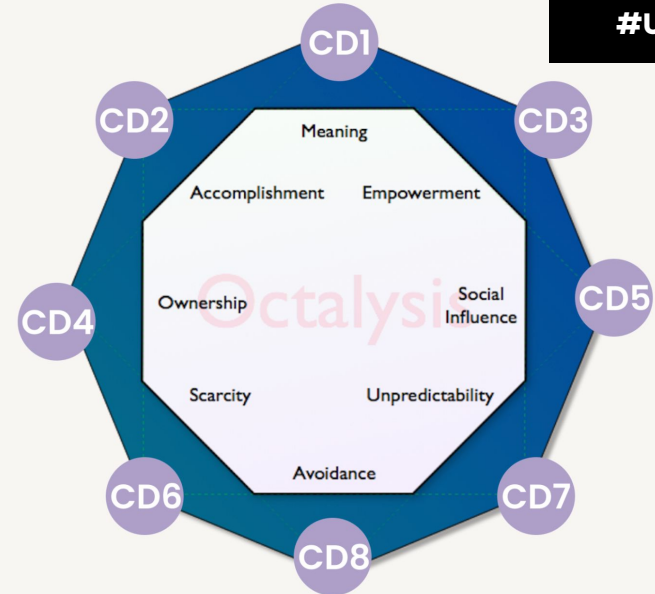 #U
CD1
CD2
CD3
Meaning
Accomplishment
Empowerment
Octalysis
Ownership
Social
Influence
CD4
CD5
Scarcity
Unpredictability
Avoidance
CD6
CD7
CD8